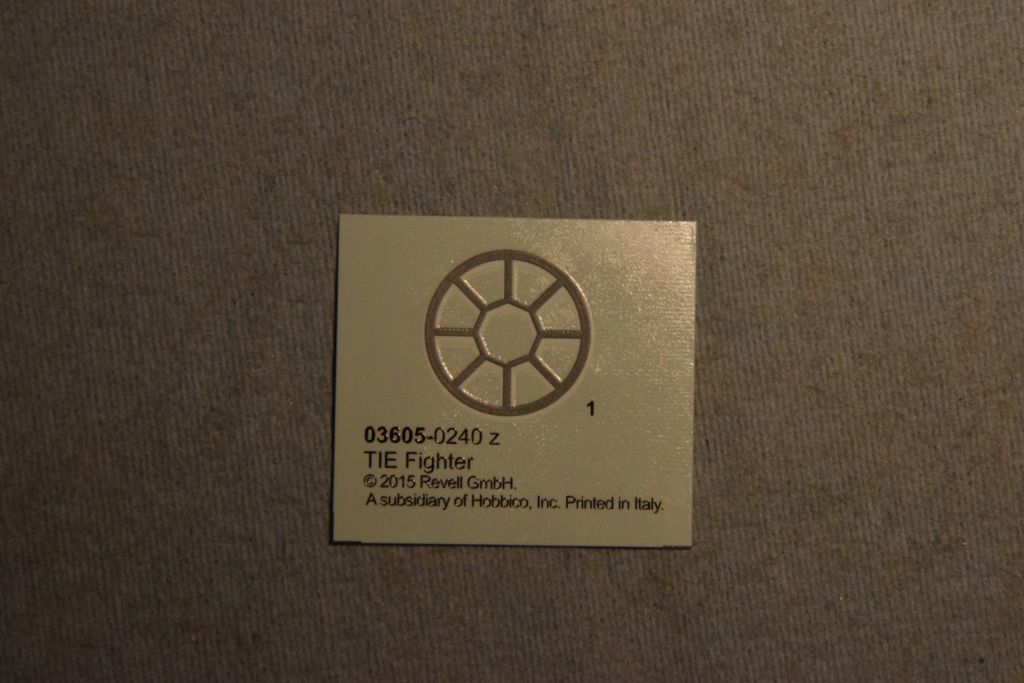 1
03605-0240 z
TIE Fighter
© 2015 Revell GmbH.
A subsidiary of Hobbico, Inc. Printed in Italy.